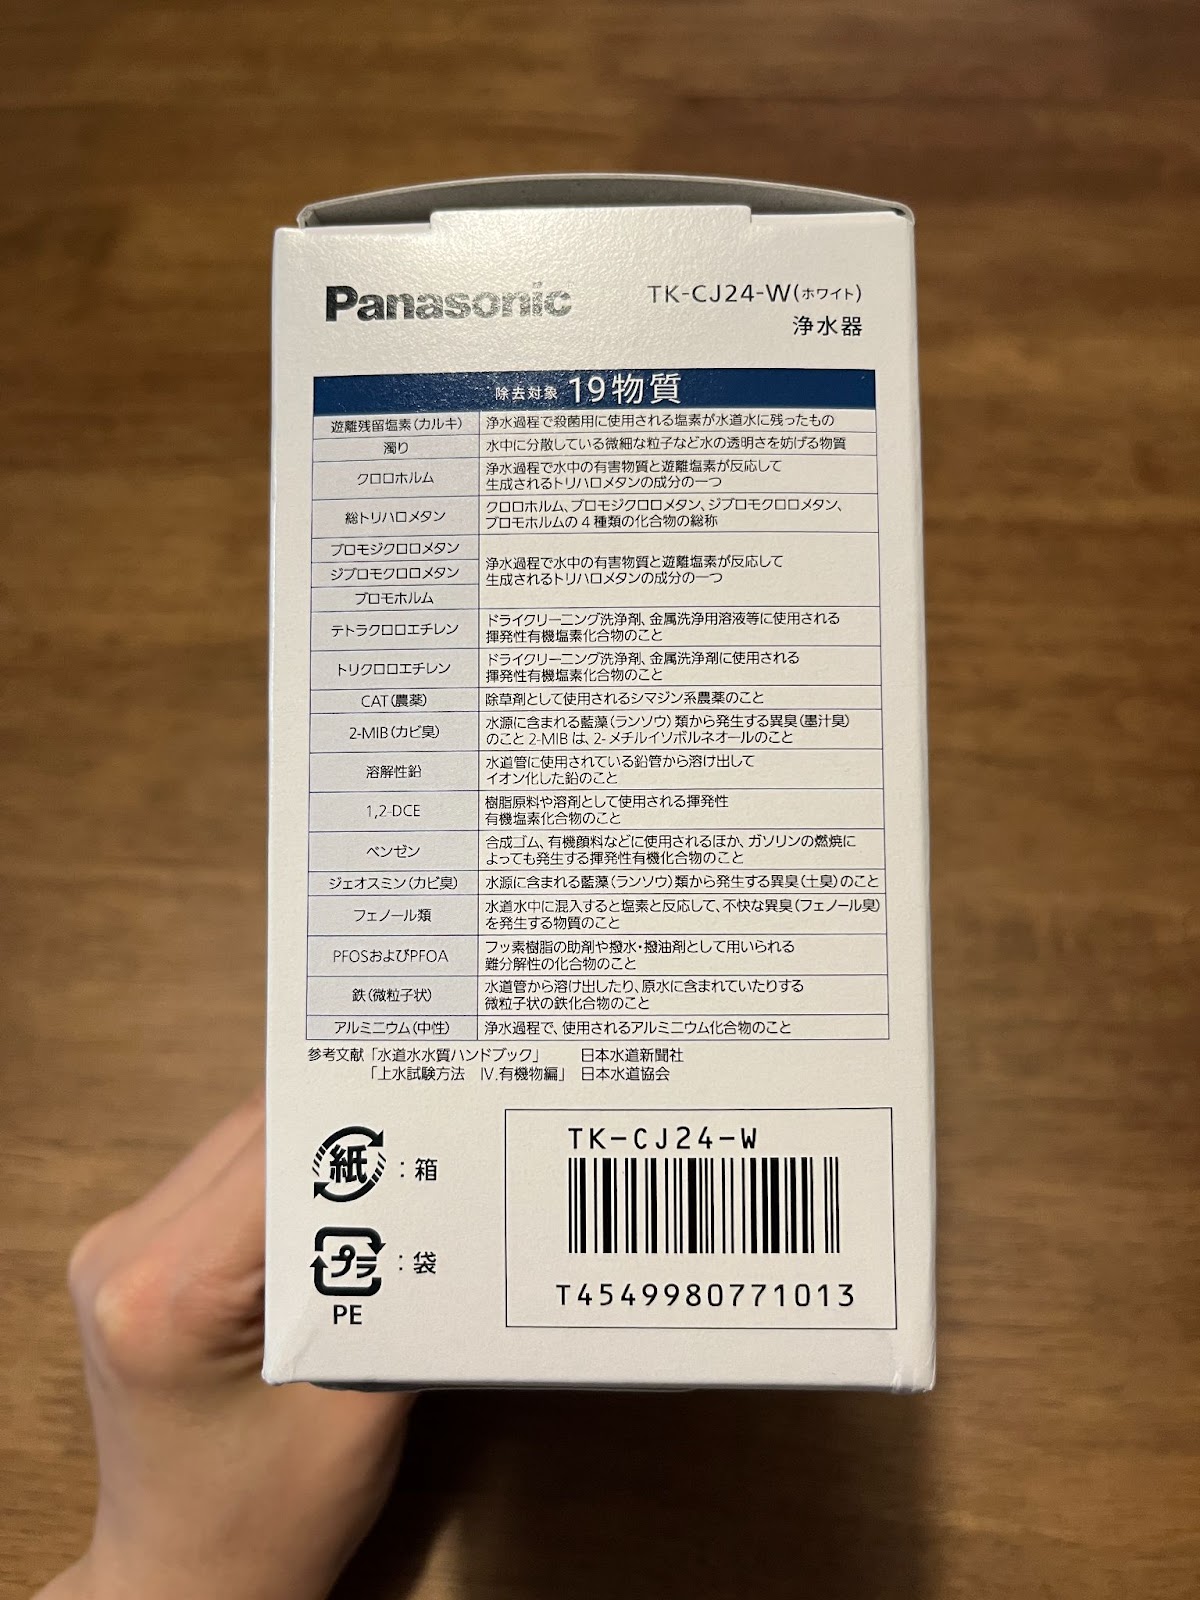 Panasonic
TK-CJ24-W(ホワイト)
浄水器
除去対象 19物質
遊離残留塩素(カルキ)
浄水過程で殺菌用に使用される塩素が水道水に残ったもの
濁り
水中に分散している微細な粒子など水の透明さを妨げる物質
クロロホルム
浄水過程で水中の有害物質と遊離塩素が反応して
生成されるトリハロメタンの成分の一つ
総トリハロメタン
クロロホルム、ブロモジクロロメタン、ジブロモクロロメタン、
ブロモホルムの4種類の化合物の総称
ブロモジクロロメタン
ジブロモクロロメタン
ブロモホルム
浄水過程で水中の有害物質と遊離塩素が反応して
生成されるトリハロメタンの成分の一つ
テトラクロロエチレン
ドライクリーニング洗浄剤、金属洗浄用溶液等に使用される
揮発性有機塩素化合物のこと
トリクロロエチレン
ドライクリーニング洗浄剤、金属洗浄剤に使用される
揮発性有機塩素化合物のこと
CAT(農薬)
除草剤として使用されるシマジン系農薬のこと
2-MIB(カビ臭)
水源に含まれる藍藻(ランソウ)類から発生する異臭(墨汁臭)
のこと 2-MIBは、2-メチルイソボルネオールのこと
溶解性鉛
水道管に使用されている鉛管から溶け出して
イオン化した鉛のこと
1,2-DCE
樹脂原料や溶剤として使用される揮発性
有機塩素化合物のこと
ベンゼン
合成ゴム、有機顔料などに使用されるほか、ガソリンの燃焼に
よっても発生する揮発性有機化合物のこと
ジェオスミン(カビ臭)
水源に含まれる藍藻(ランソウ)類から発生する異臭(土臭)のこと
フェノール類
水道水中に混入すると塩素と反応して、不快な異臭(フェノール臭)
を発生する物質のこと
PFOSおよびPFOA
フッ素樹脂の助剤や撥水・撥油剤として用いられる
難分解性の化合物のこと
鉄(微粒子状)
水道管から溶け出したり、原水に含まれていたりする
微粒子状の鉄化合物のこと
アルミニウム(中性)
浄水過程で、使用されるアルミニウム化合物のこと
参考文献「水道水水質ハンドブック」 日本水道新聞社
「上水試験方法 Ⅳ.有機物編」 日本水道協会
紙:箱
プラ:袋
PE
TK-CJ24-W
T4549980771013